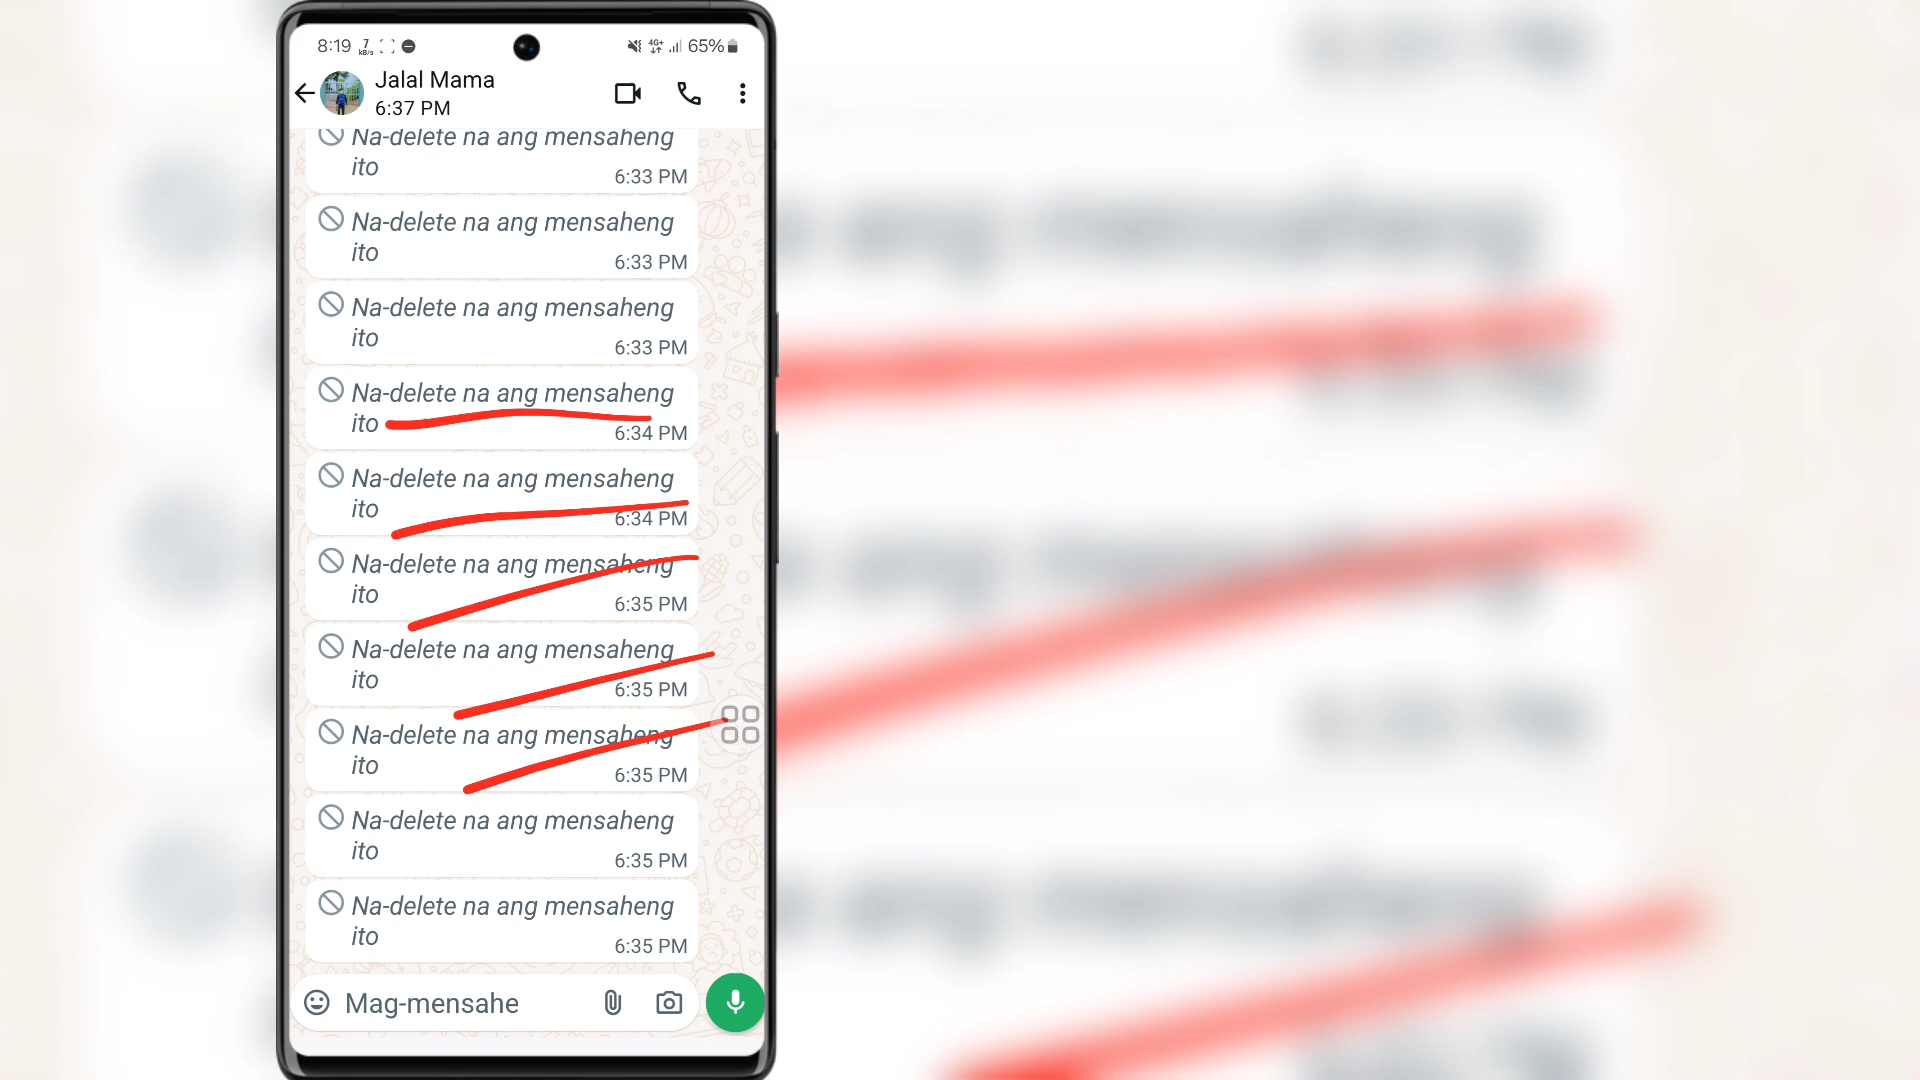 8:19 7 KB/s 4G+ 65%
Jalal Mama
6:37 PM
Na-delete na ang mensaheng
ito
6:33 PM
Na-delete na ang mensaheng
ito
6:33 PM
Na-delete na ang mensaheng
ito
6:33 PM
Na-delete na ang mensaheng
ito
6:34 PM
Na-delete na ang mensaheng
ito
6:34 PM
Na-delete na ang mensaheng
ito
6:35 PM
Na-delete na ang mensaheng
ito
6:35 PM
Na-delete na ang mensaheng
ito
6:35 PM
Na-delete na ang mensaheng
ito
6:35 PM
Na-delete na ang mensaheng
ito
6:35 PM
Mag-mensahe